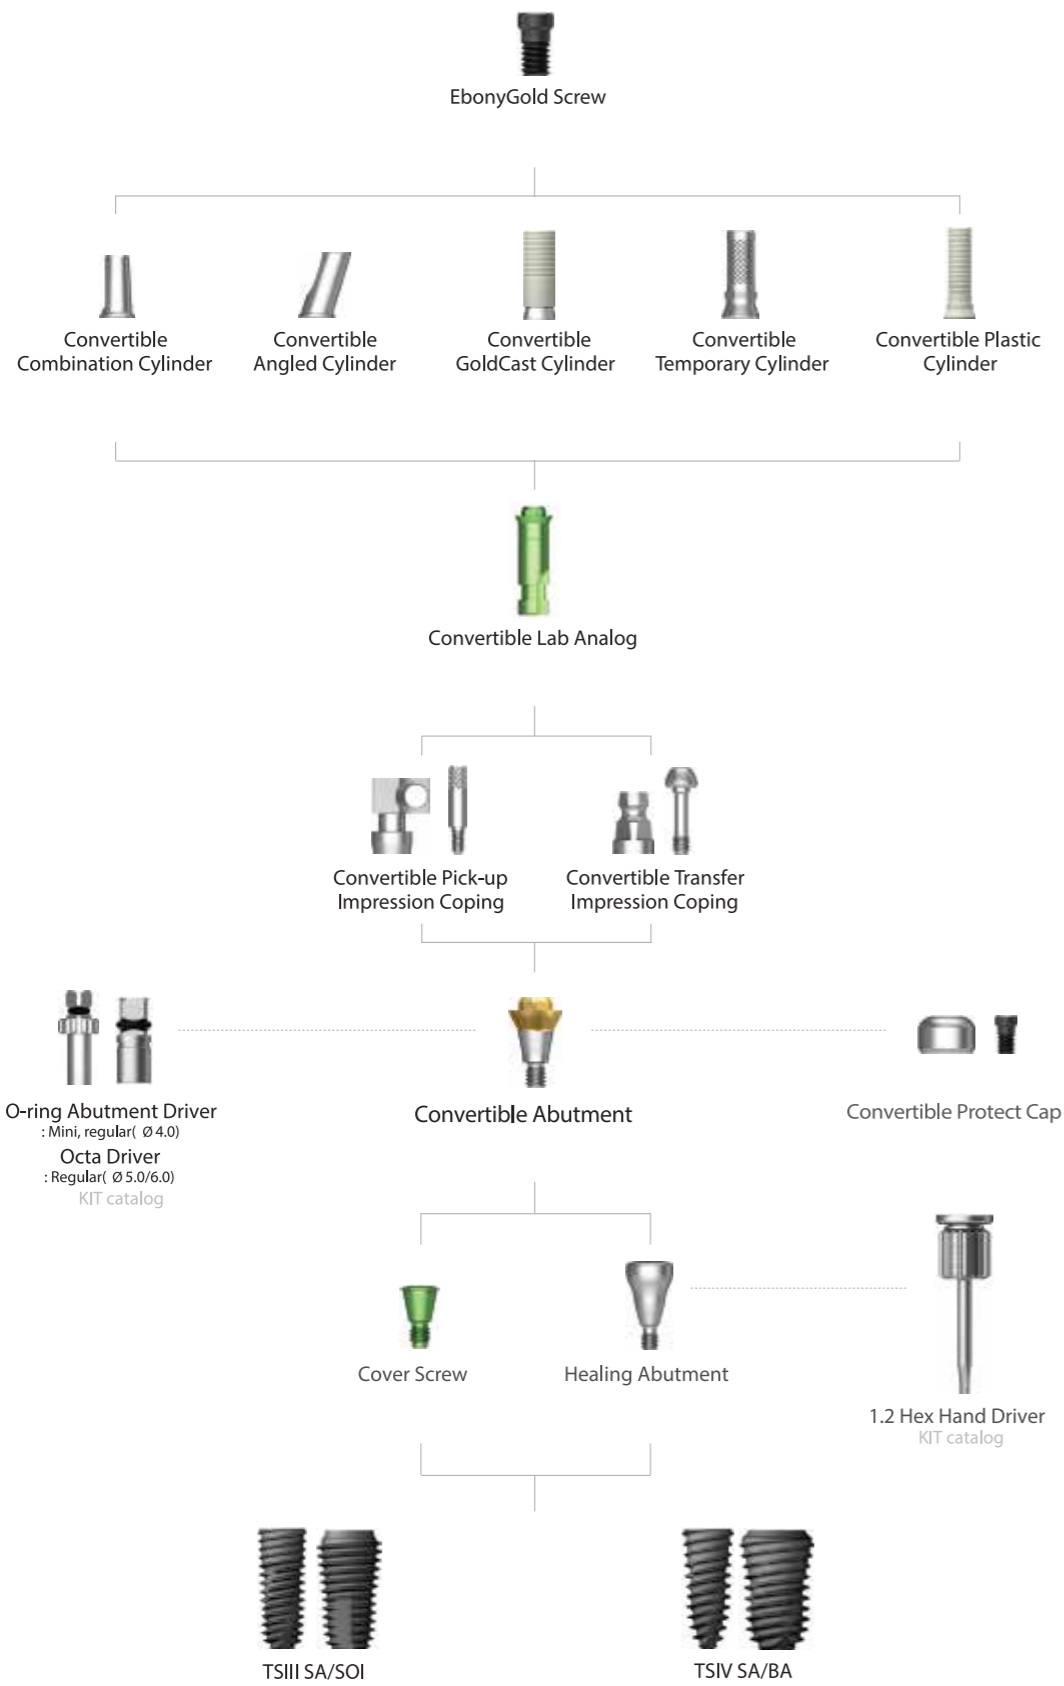 EbonyGold Screw
Convertible
Combination Cylinder
Convertible
Angled Cylinder
Convertible
GoldCast Cylinder
Convertible
Temporary Cylinder
Convertible Plastic
Cylinder
Convertible Lab Analog
Convertible Pick-up
Impression Coping
Convertible Transfer
Impression Coping
O-ring Abutment Driver
: Mini, regular( Ø 4.0)
Octa Driver
: Regular( Ø 5.0/6.0)
KIT catalog
Convertible Abutment
Convertible Protect Cap
Cover Screw
Healing Abutment
1.2 Hex Hand Driver
KIT catalog
TSIII SA/SOI
TSIV SA/BA